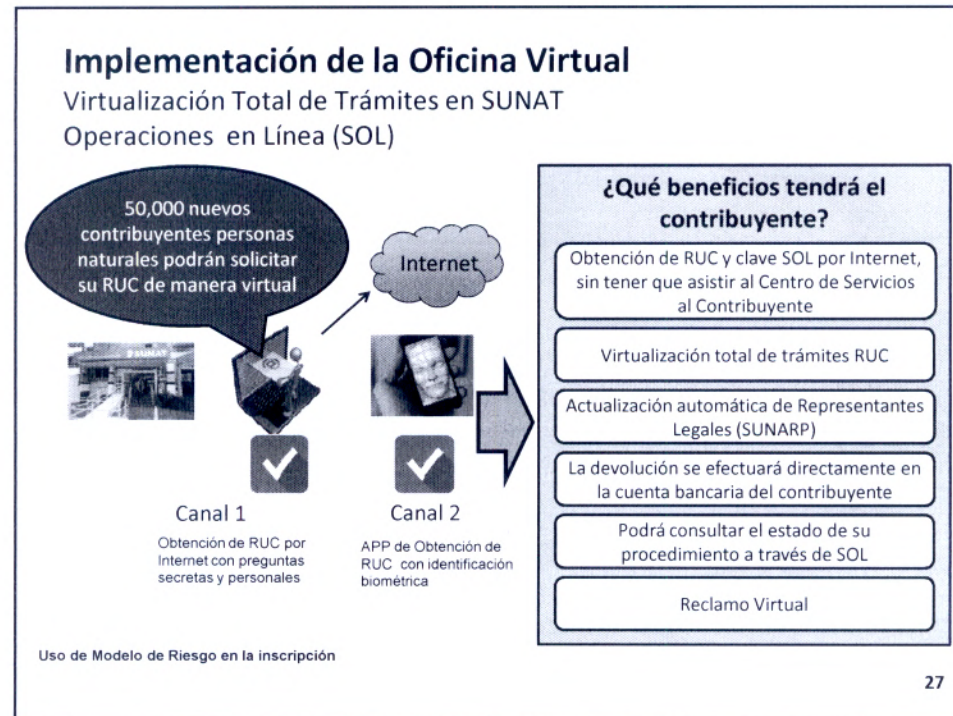 Implementación de la Oficina Virtual
Virtualización Total de Trámites en SUNAT
Operaciones en Línea (SOL)
50,000 nuevos
contribuyentes personas
naturales podrán solicitar
su RUC de manera virtual
Internet
SUNAT
Canal 1
Obtención de RUC por
Internet con preguntas
secretas y personales
Canal 2
APP de Obtención de
RUC con identificación
biométrica
¿Qué beneficios tendrá el
contribuyente?
Obtención de RUC y clave SOL por Internet,
sin tener que asistir al Centro de Servicios
al Contribuyente
Virtualización total de trámites RUC
Actualización automática de Representantes
Legales (SUNARP)
La devolución se efectuará directamente en
la cuenta bancaria del contribuyente
Podrá consultar el estado de su
procedimiento a través de SOL
Reclamo Virtual
Uso de Modelo de Riesgo en la inscripción
27